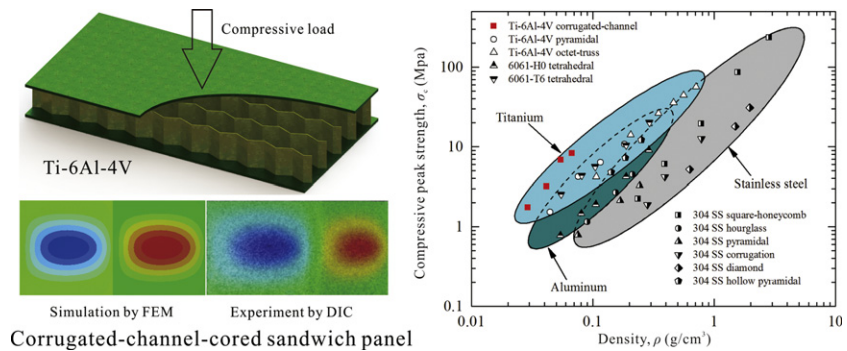 Compressive load
Ti-6Al-4V
Simulation by FEM
Experiment by DIC
Corrugated-channel-cored sandwich panel
Compressive peak strength, σc (Mpa)
100
10
1
0.1
Ti-6Al-4V corrugated-channel
Ti-6Al-4V pyramidal
Ti-6Al-4V octet-truss
6061-H0 tetrahedral
6061-T6 tetrahedral
Titanium
Stainless steel
Aluminum
304 SS square-honeycomb
304 SS hourglass
304 SS pyramidal
304 SS corrugation
304 SS diamond
304 SS hollow pyramidal
0.01
0.1
1
10
Density, ρ (g/cm³)